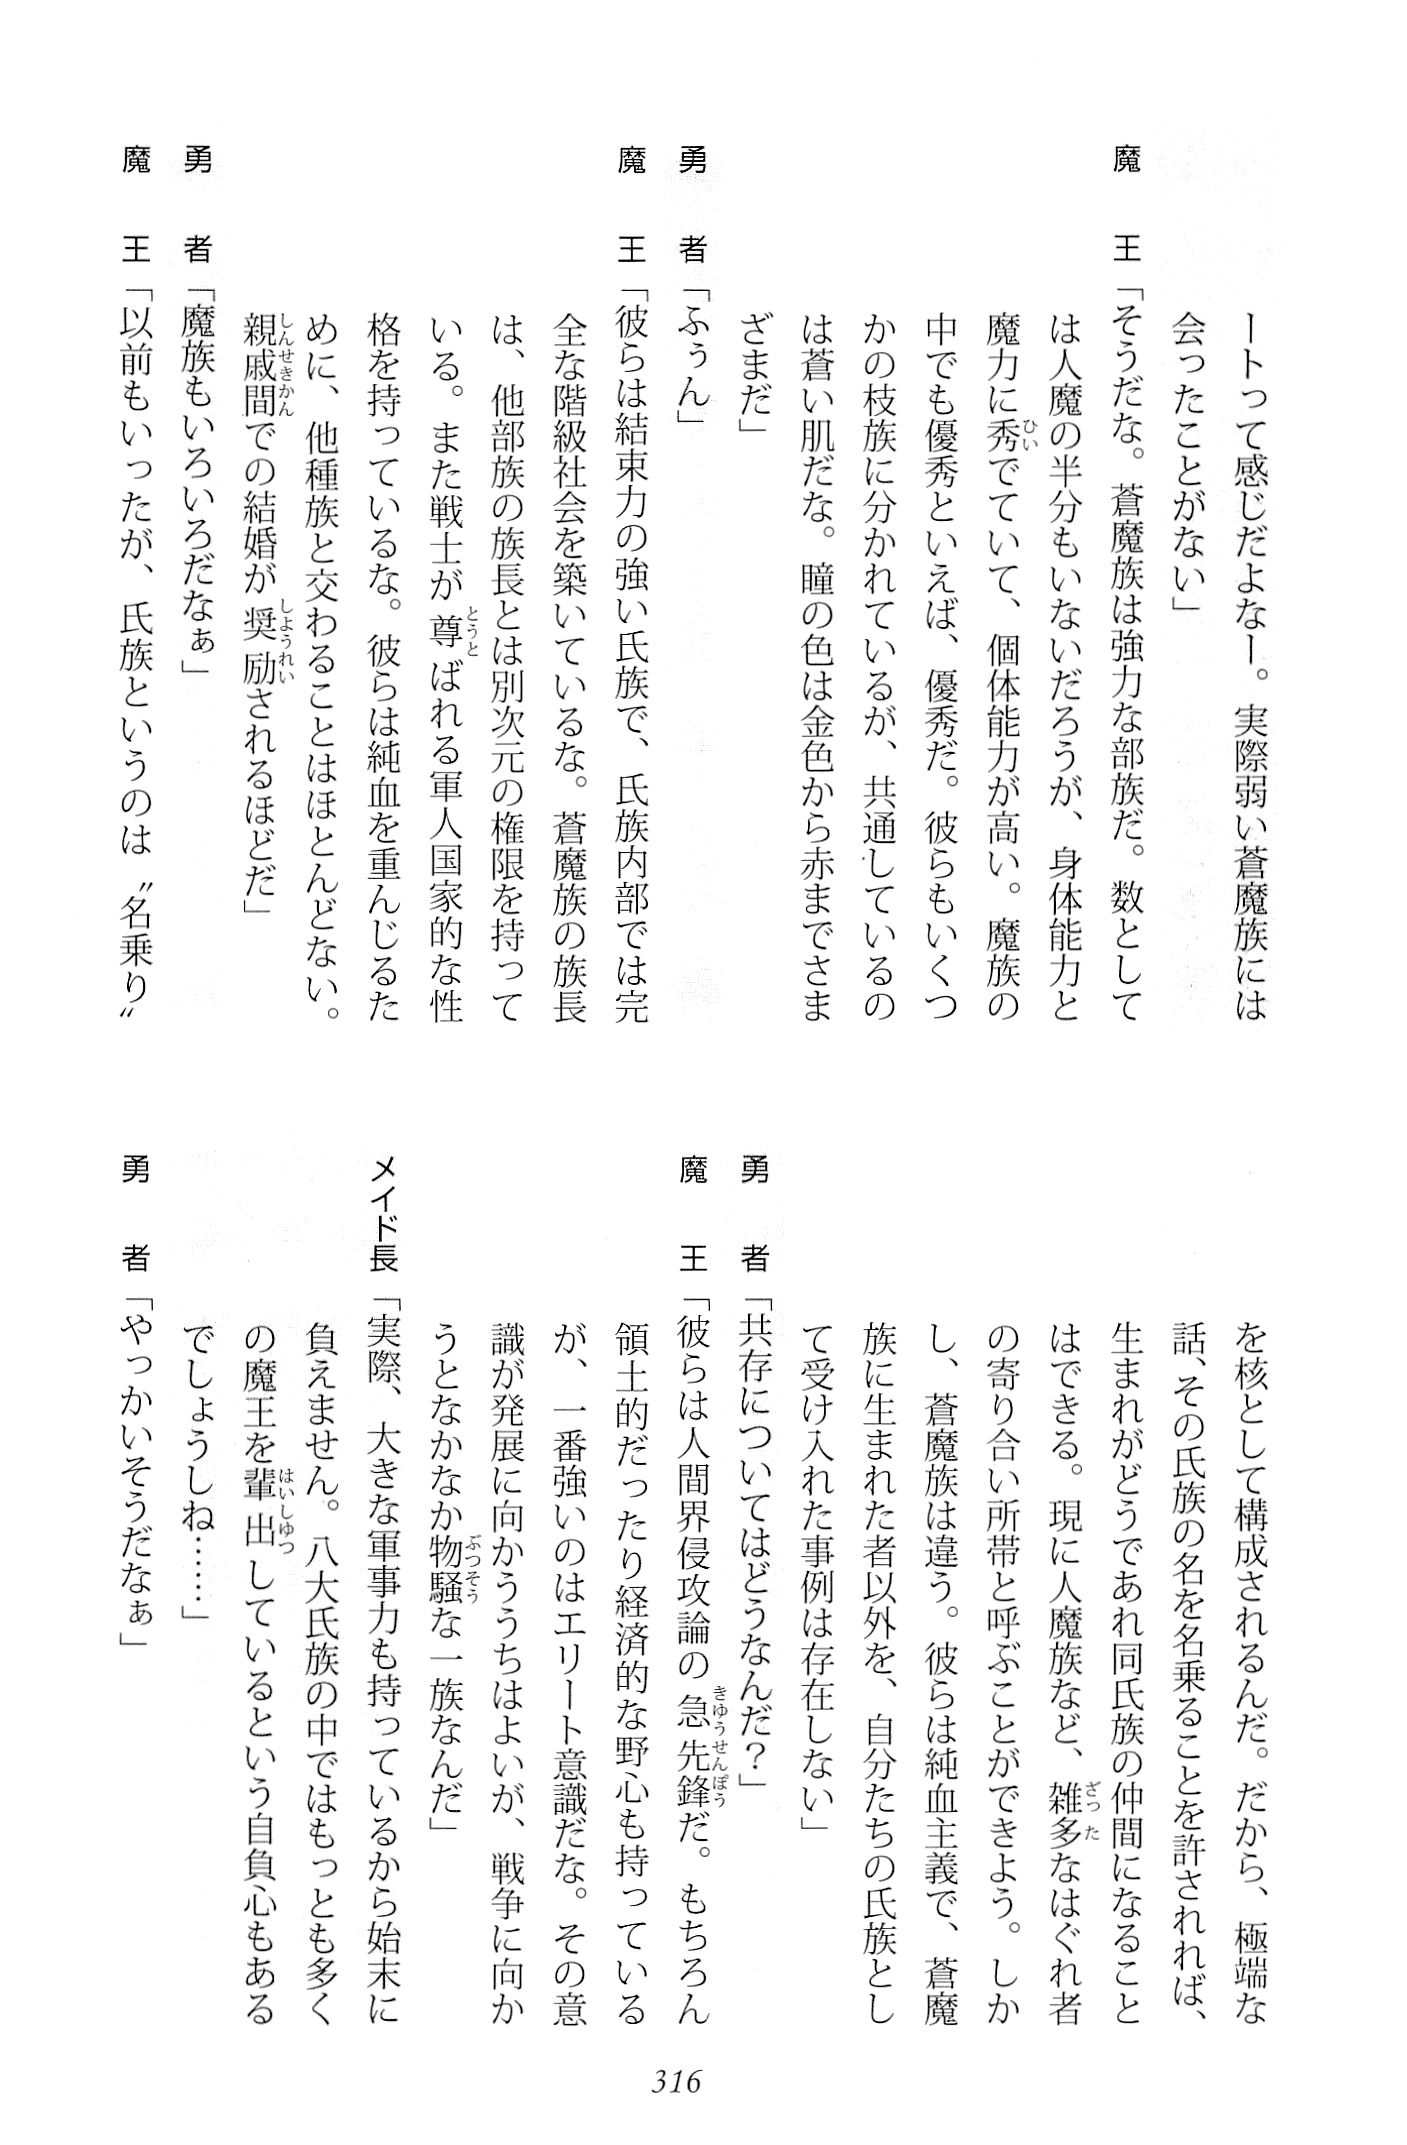 ートって感じだよなー。実際弱い蒼魔族には
会ったことがない」
魔王「そうだな。蒼魔族は強力な部族だ。数として
は人魔の半分もいないだろうが、身体能力と
魔力に秀でていて、個体能力が高い。魔族の
中でも優秀といえば、優秀だ。彼らもいくつ
かの枝族に分かれているが、共通しているの
は蒼い肌だな。瞳の色は金色から赤までさま
ざまだ」
勇者「ふぅん」
魔王「彼らは結束力の強い氏族で、氏族内部では完
全な階級社会を築いているな。蒼魔族の族長
は、他部族の族長とは別次元の権限を持って
いる。また戦士が尊ばれる軍人国家的な性
格を持っているな。彼らは純血を重んじるた
めに、他種族と交わることはほとんどない。
親戚間での結婚が奨励されるほどだ」
勇者「魔族もいろいろだなぁ」
魔王「以前もいったが、氏族というのは〝名乗り〟
を核として構成されるんだ。だから、極端な
話、その氏族の名を名乗ることを許されれば、
生まれがどうであれ同氏族の仲間になること
はできる。現に人魔族など、雑多なはぐれ者
の寄り合い所帯と呼ぶことができよう。しか
し、蒼魔族は違う。彼らは純血主義で、蒼魔
族に生まれた者以外を、自分たちの氏族とし
て受け入れた事例は存在しない」
勇者「共存についてはどうなんだ？」
魔王「彼らは人間界侵攻論の急先鋒だ。もちろん
領土的だったり経済的な野心も持っている
が、一番強いのはエリート意識だな。その意
識が発展に向かううちはよいが、戦争に向か
うとなかなか物騒な一族なんだ」
メイド長「実際、大きな軍事力も持っているから始末に
負えません。八大氏族の中ではもっとも多く
の魔王を輩出しているという自負心もある
でしょうしね……」
勇者「やっかいそうだなぁ」
316